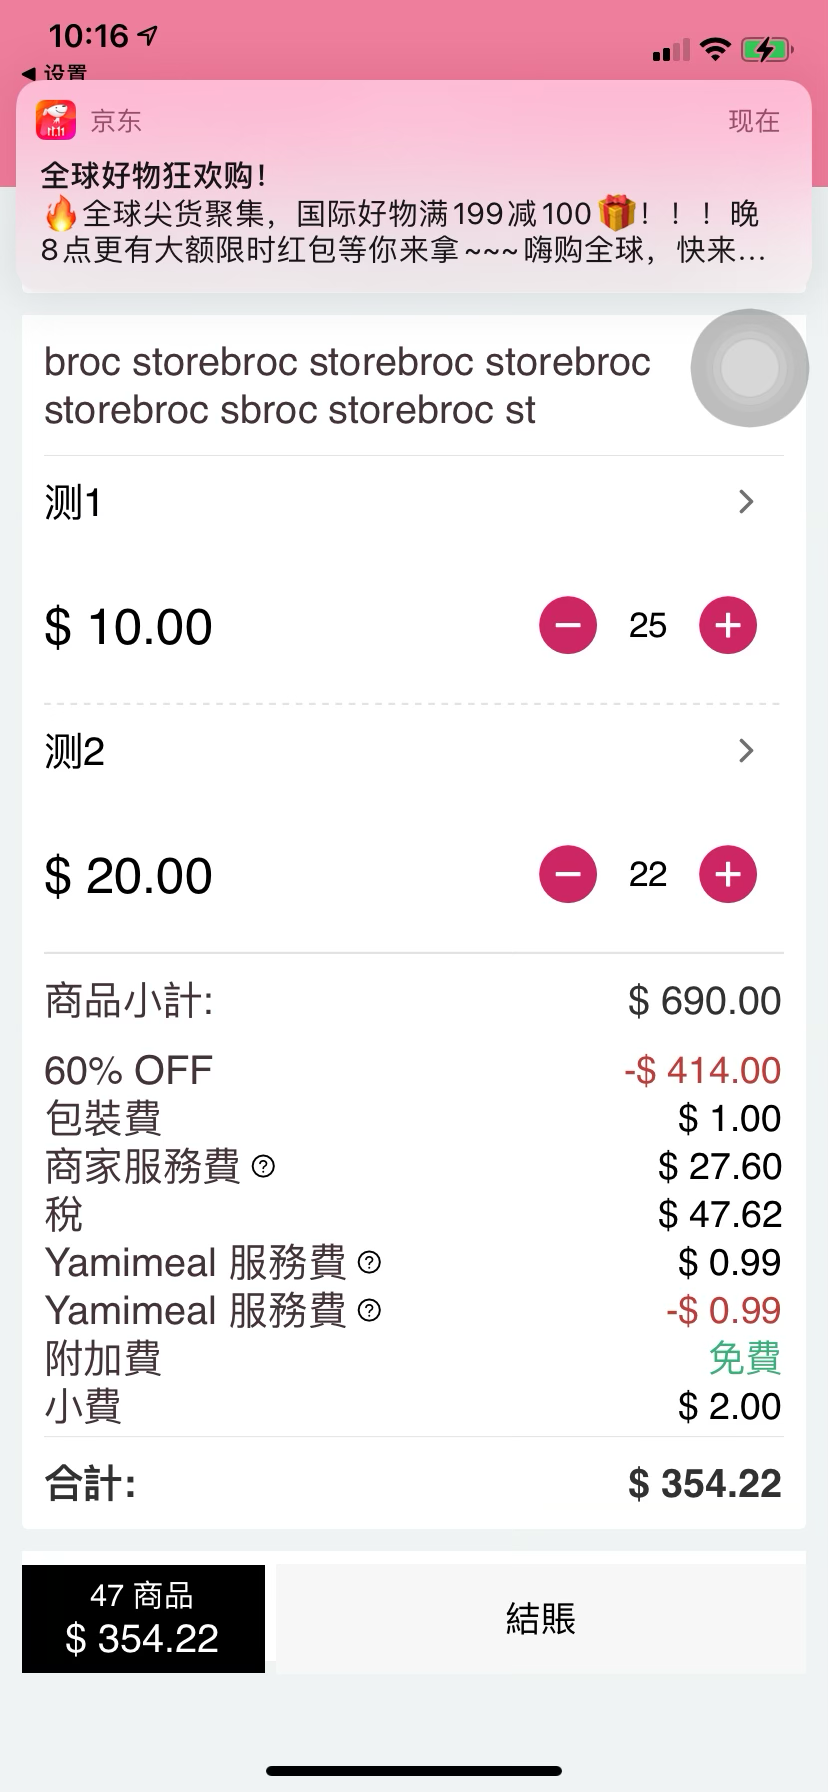 10:16
◀ 设置
京东
现在
全球好物狂欢购！
🔥全球尖货聚集，国际好物满199减100🎁！！！晚
8点更有大额限时红包等你来拿~~~嗨购全球，快来...
broc storebroc storebroc storebroc
storebroc sbroc storebroc st
测1
$ 10.00
25
测2
$ 20.00
22
商品小計: $ 690.00
60% OFF -$ 414.00
包裝費 $ 1.00
商家服務費 ? $ 27.60
稅 $ 47.62
Yamimeal 服務費 ? $ 0.99
Yamimeal 服務費 ? -$ 0.99
附加費 免費
小費 $ 2.00
合計: $ 354.22
47 商品
$ 354.22
結賬